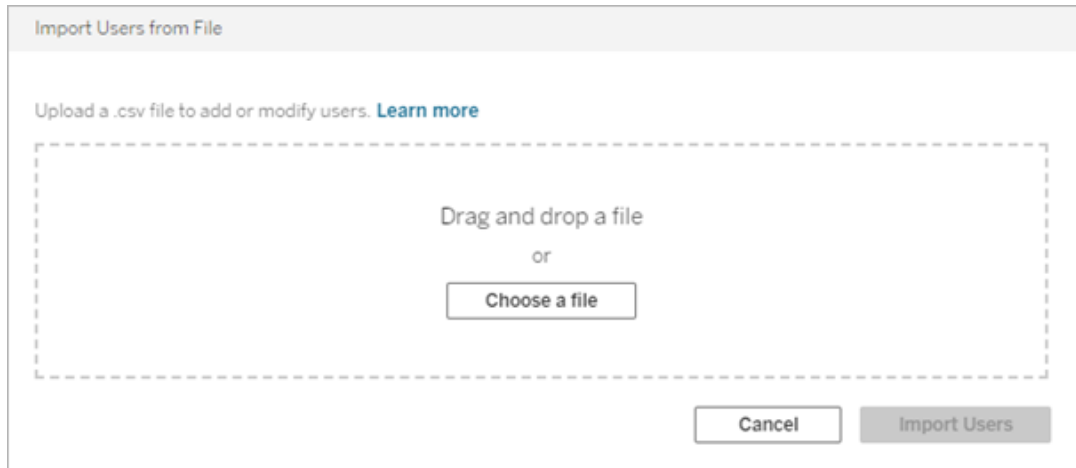 Import Users from File
Upload a .csv file to add or modify users. Learn more
Drag and drop a file
or
Choose a file
Cancel Import Users